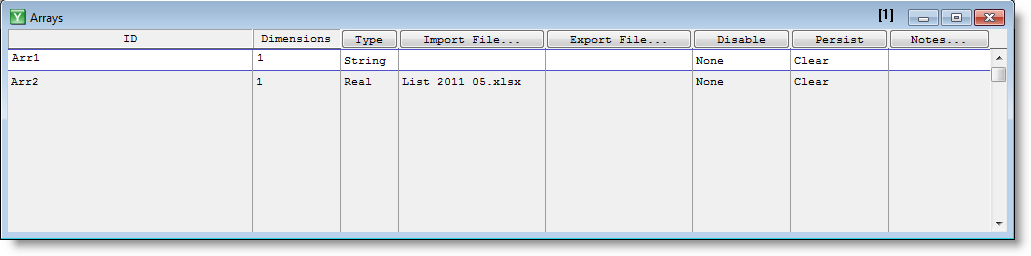 Arrays [1]
ID Dimensions Type Import File... Export File... Disable Persist Notes...
Arr1 1 String None Clear
Arr2 1 Real List 2011 05.xlsx None Clear